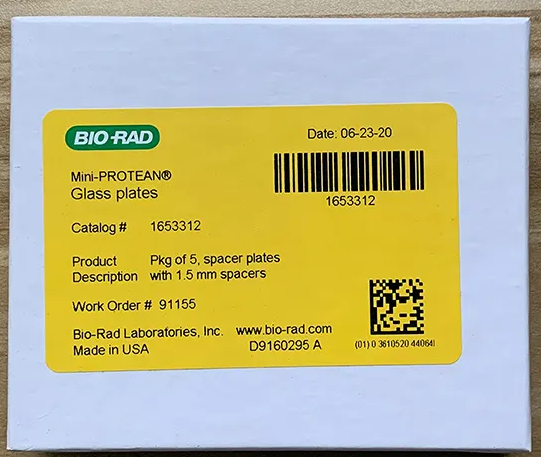 BIO-RAD
Date: 06-23-20
Mini-PROTEAN®
Glass plates
1653312
Catalog # 1653312
Product Pkg of 5, spacer plates
Description with 1.5 mm spacers
Work Order # 91155
Bio-Rad Laboratories, Inc. www.bio-rad.com
Made in USA D9160295 A
(01) 0 3610520 44064